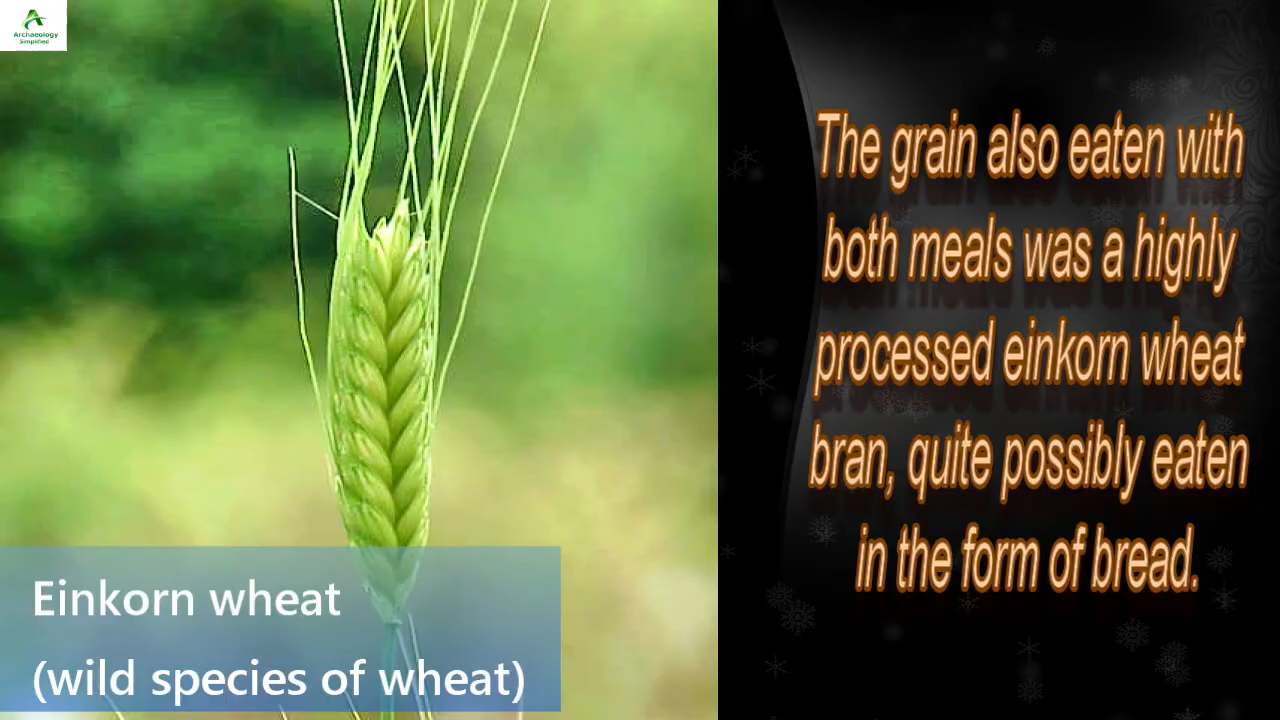 Archaeology
Simplified
The grain also eaten with
both meals was a highly
processed einkorn wheat
bran, quite possibly eaten
in the form of bread.
Einkorn wheat
(wild species of wheat)